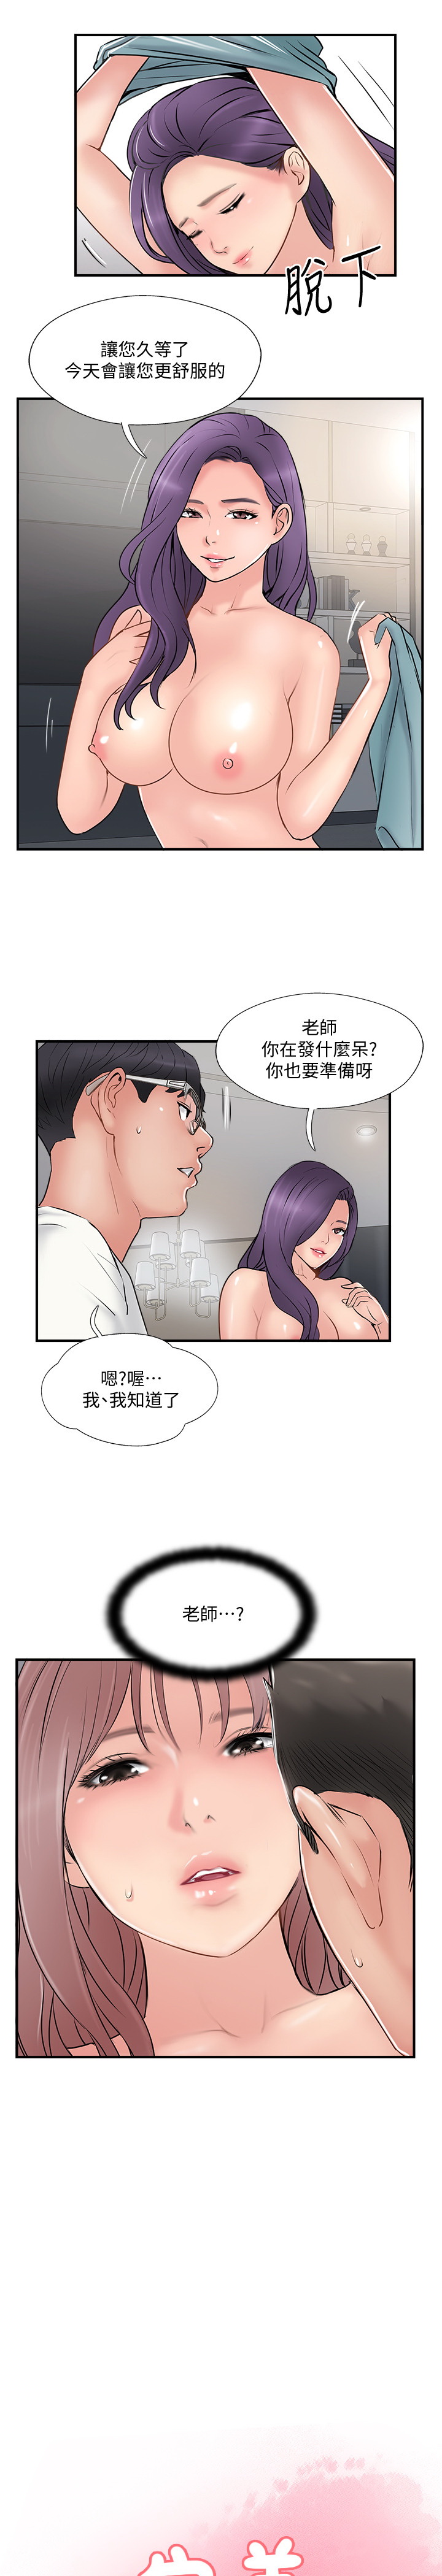 脫下
讓您久等了
今天會讓您更舒服的
老師
你在發什麼呆?
你也要準備呀
嗯?喔…
我、我知道了
老師…?